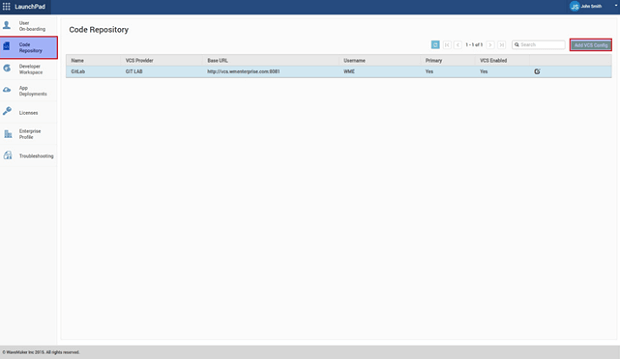 LaunchPad
JS John Smith
User
On-boarding
Code
Repository
Developer
Workspace
App
Deployments
Licenses
Enterprise
Profile
Troubleshooting
Code Repository
1 - 1 of 1
Search
Add VCS Config
Name VCS Provider Base URL Username Primary VCS Enabled
GitLab GIT LAB http://vcs.wmenterprise.com:8081 WME Yes Yes
© WaveMaker Inc 2015. All rights reserved.